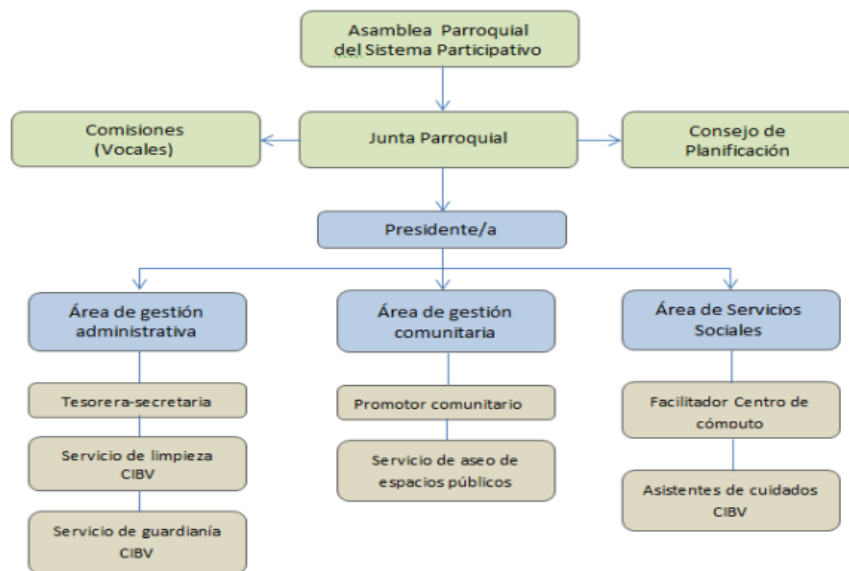 Asamblea Parroquial
del Sistema Participativo
Comisiones
(Vocales)
Junta Parroquial
Consejo de
Planificación
Presidente/a
Área de gestión
administrativa
Área de gestión
comunitaria
Área de Servicios
Sociales
Tesorera-secretaria
Promotor comunitario
Facilitador Centro de
cómputo
Servicio de limpieza
CIBV
Servicio de aseo de
espacios públicos
Asistentes de cuidados
CIBV
Servicio de guardianía
CIBV